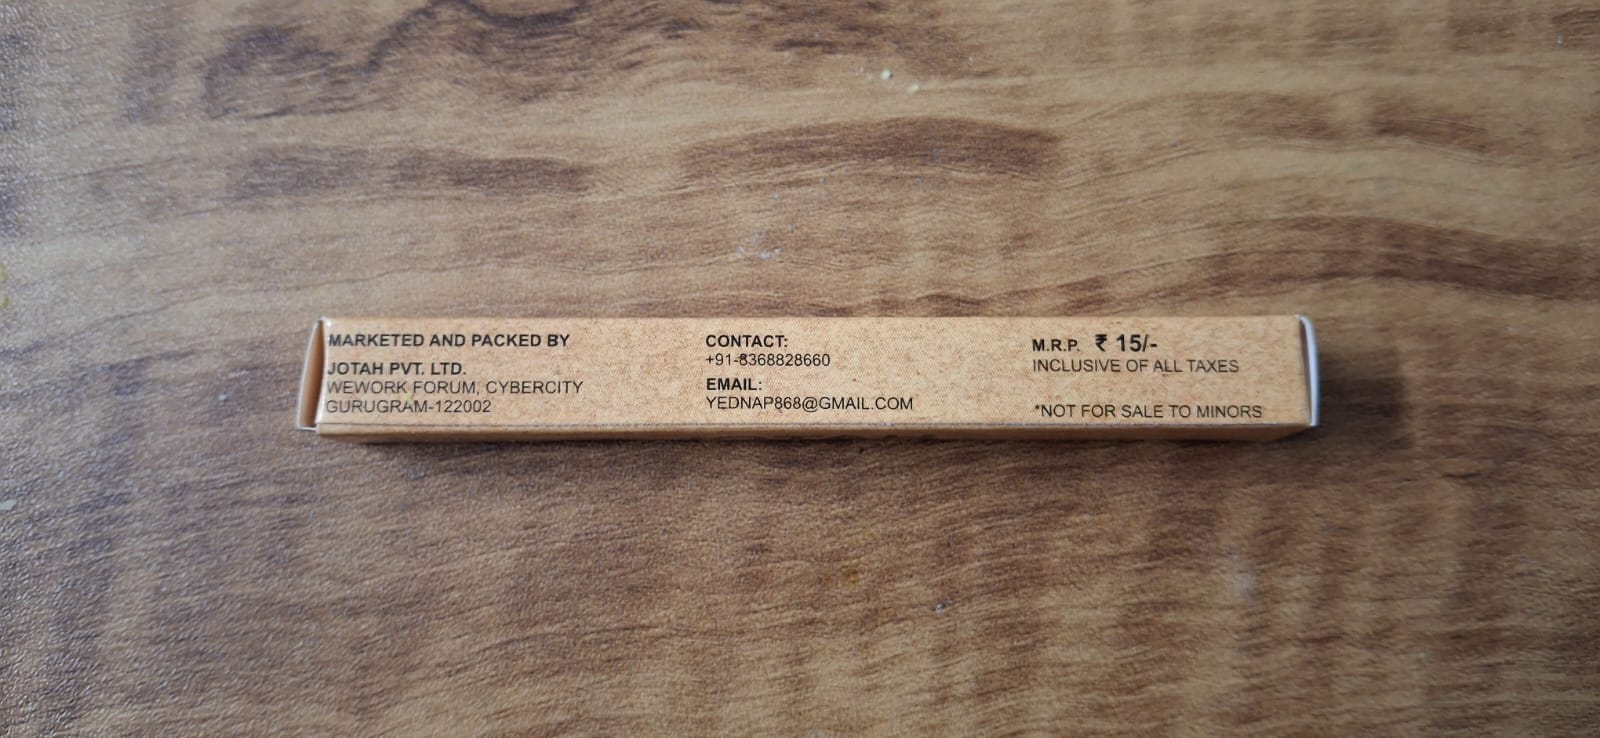 MARKETED AND PACKED BY
JOTAH PVT. LTD.
WEWORK FORUM, CYBERCITY
GURUGRAM-122002
CONTACT:
+91-8368828660
EMAIL:
YEDNAP868@GMAIL.COM
M.R.P. ₹ 15/-
INCLUSIVE OF ALL TAXES
*NOT FOR SALE TO MINORS